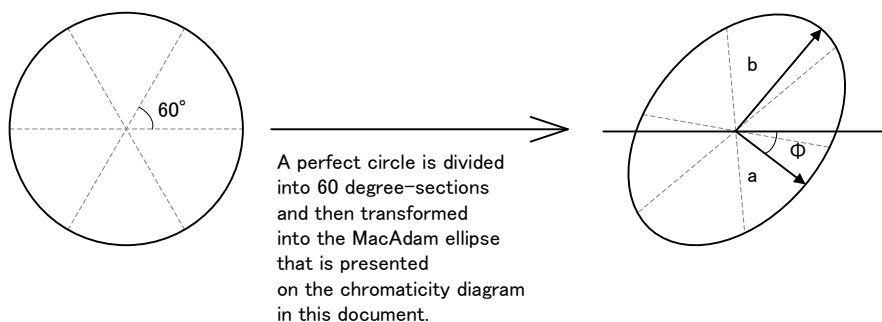 60°
A perfect circle is divided
into 60 degree-sections
and then transformed
into the MacAdam ellipse
that is presented
on the chromaticity diagram
in this document.
b
Φ
a